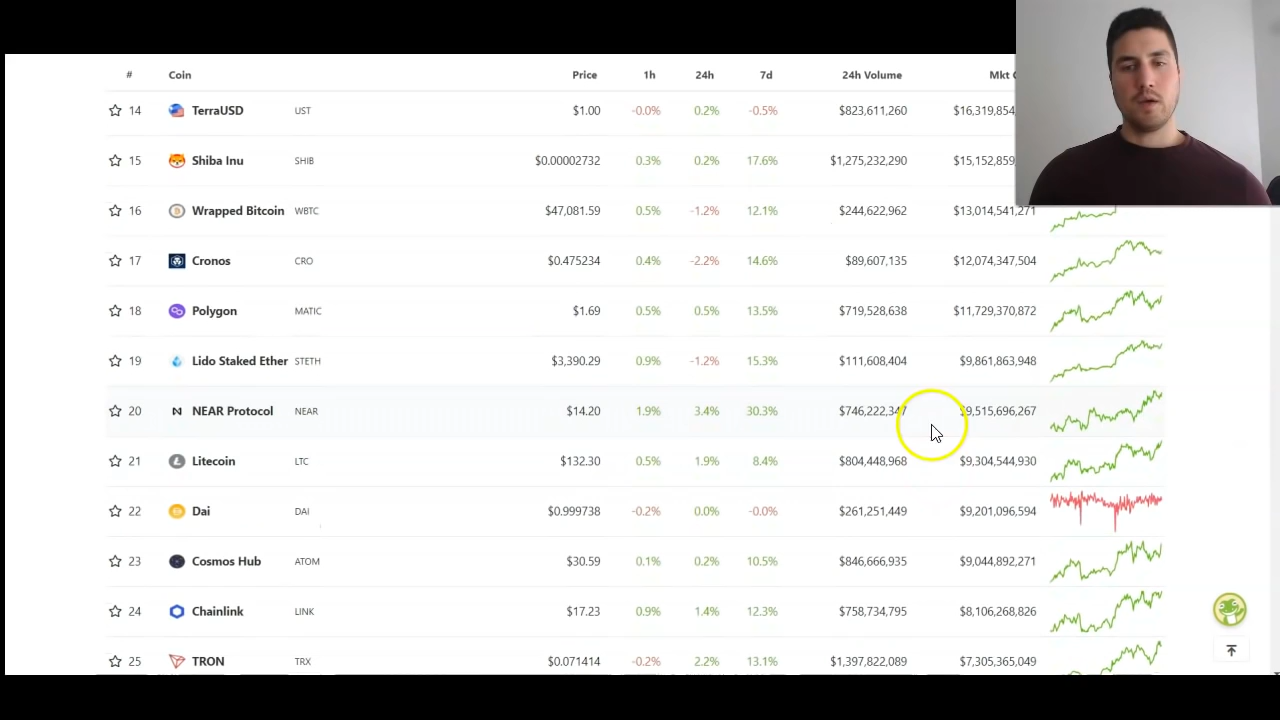 # Coin Price 1h 24h 7d 24h Volume Mkt
14 TerraUSD UST $1.00 -0.0% 0.2% -0.5% $823,611,260 $16,319,854,
15 Shiba Inu SHIB $0.00002732 0.3% 0.2% 17.6% $1,275,232,290 $15,152,859,
16 Wrapped Bitcoin WBTC $47,081.59 0.5% -1.2% 12.1% $244,622,962 $13,014,541,271
17 Cronos CRO $0.475234 0.4% -2.2% 14.6% $89,607,135 $12,074,347,504
18 Polygon MATIC $1.69 0.5% 0.5% 13.5% $719,528,638 $11,729,370,872
19 Lido Staked Ether STETH $3,390.29 0.9% -1.2% 15.3% $111,608,404 $9,861,863,948
20 NEAR Protocol NEAR $14.20 1.9% 3.4% 30.3% $746,222,347 $9,515,696,267
21 Litecoin LTC $132.30 0.5% 1.9% 8.4% $804,448,968 $9,304,544,930
22 Dai DAI $0.999738 -0.2% 0.0% -0.0% $261,251,449 $9,201,096,594
23 Cosmos Hub ATOM $30.59 0.1% 0.2% 10.5% $846,666,935 $9,044,892,271
24 Chainlink LINK $17.23 0.9% 1.4% 12.3% $758,734,795 $8,106,268,826
25 TRON TRX $0.071414 -0.2% 2.2% 13.1% $1,397,822,089 $7,305,365,049